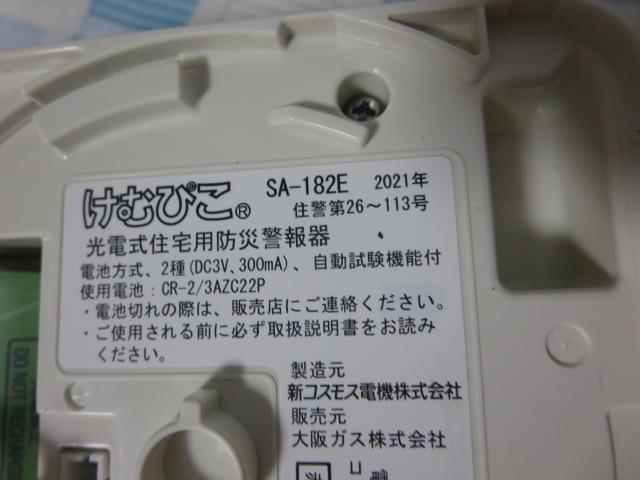 けむぴこ® SA-182E 2021年
住警第26～113号
光電式住宅用防災警報器
電池方式、2種(DC3V、300mA)、自動試験機能付
使用電池：CR-2/3AZC22P
・電池切れの際は、販売店にご連絡ください。
・ご使用される前に必ず取扱説明書をお読み
ください。
製造元
新コスモス電機株式会社
販売元
大阪ガス株式会社
DO NOT RECHARGE